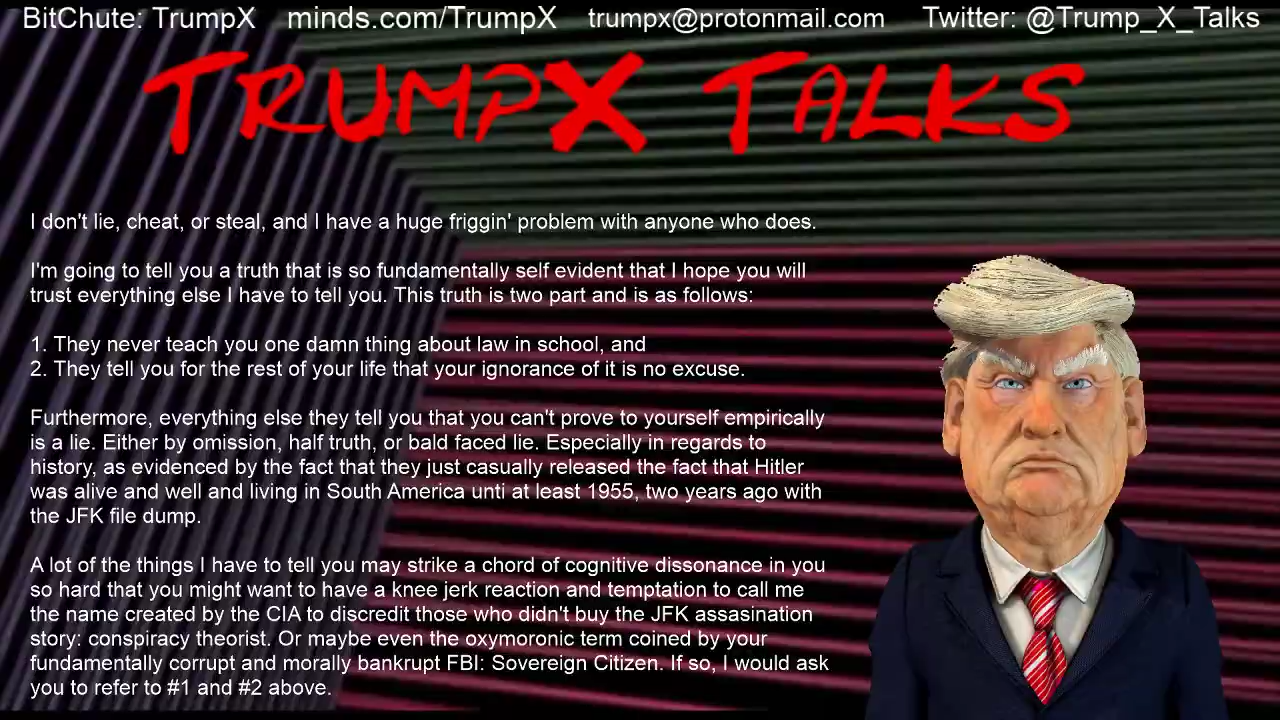 BitChute: TrumpX minds.com/TrumpX trumpx@protonmail.com Twitter: @Trump_X_Talks
TRUMPX TALKS
I don't lie, cheat, or steal, and I have a huge friggin' problem with anyone who does.
I'm going to tell you a truth that is so fundamentally self evident that I hope you will
trust everything else I have to tell you. This truth is two part and is as follows:
1. They never teach you one damn thing about law in school, and
2. They tell you for the rest of your life that your ignorance of it is no excuse.
Furthermore, everything else they tell you that you can't prove to yourself empirically
is a lie. Either by omission, half truth, or bald faced lie. Especially in regards to
history, as evidenced by the fact that they just casually released the fact that Hitler
was alive and well and living in South America unti at least 1955, two years ago with
the JFK file dump.
A lot of the things I have to tell you may strike a chord of cognitive dissonance in you
so hard that you might want to have a knee jerk reaction and temptation to call me
the name created by the CIA to discredit those who didn't buy the JFK assasination
story: conspiracy theorist. Or maybe even the oxymoronic term coined by your
fundamentally corrupt and morally bankrupt FBI: Sovereign Citizen. If so, I would ask
you to refer to #1 and #2 above.